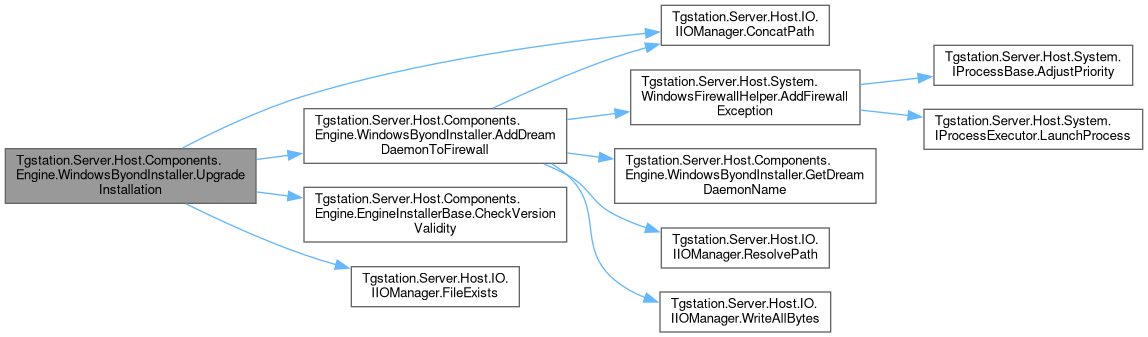 Tgstation.Server.Host.Components.
Engine.WindowsByondInstaller.Upgrade
Installation
Tgstation.Server.Host.IO.
IIOManager.ConcatPath
Tgstation.Server.Host.Components.
Engine.WindowsByondInstaller.AddDream
DaemonToFirewall
Tgstation.Server.Host.Components.
Engine.EngineInstallerBase.CheckVersion
Validity
Tgstation.Server.Host.IO.
IIOManager.FileExists
Tgstation.Server.Host.System.
WindowsFirewallHelper.AddFirewall
Exception
Tgstation.Server.Host.Components.
Engine.WindowsByondInstaller.GetDream
DaemonName
Tgstation.Server.Host.IO.
IIOManager.ResolvePath
Tgstation.Server.Host.IO.
IIOManager.WriteAllBytes
Tgstation.Server.Host.System.
IProcessBase.AdjustPriority
Tgstation.Server.Host.System.
IProcessExecutor.LaunchProcess